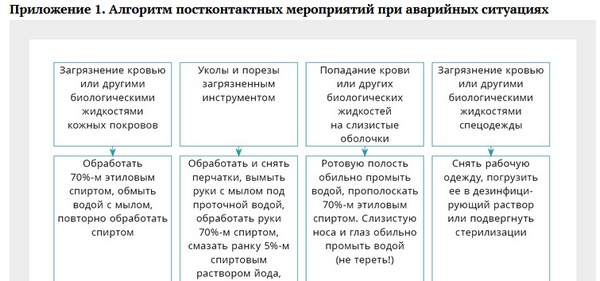 Приложение 1. Алгоритм постконтактных мероприятий при аварийных ситуациях
Загрязнение кровью
или другими
биологическими
жидкостями
кожных покровов
Уколы и порезы
загрязненным
инструментом
Попадание крови
или других
биологических
жидкостей
на слизистые
оболочки
Загрязнение кровью
или другими
биологическими
жидкостями
спецодежды
Обработать
70%-м этиловым
спиртом, обмыть
водой с мылом,
повторно обработать
спиртом
Обработать и снять
перчатки, вымыть
руки с мылом под
проточной водой,
обработать руки
70%-м спиртом,
смазать ранку 5%-м
спиртовым
раствором йода,
Ротовую полость
обильно промыть
водой, прополоскать
70%-м этиловым
спиртом. Слизистую
носа и глаз обильно
промыть водой
(не тереть!)
Снять рабочую
одежду, погрузить
ее в дезинфици-
рующий раствор
или подвергнуть
стерилизации